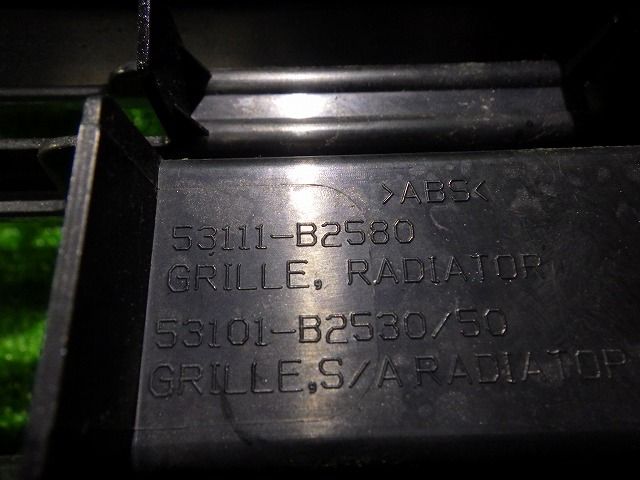 >ABS<
53111-B2580
GRILLE, RADIATOR
53101-B2530/50
GRILLE,S/A RADIATOR